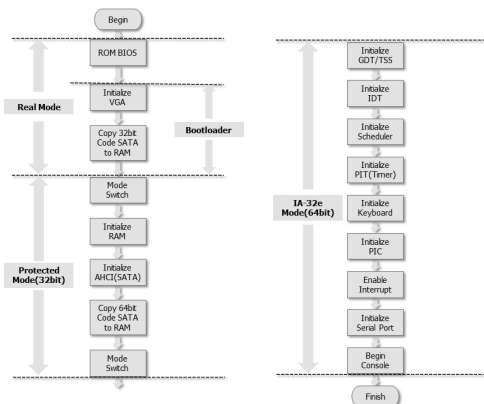 Begin
ROM BIOS
Initialize
VGA
Real Mode
Copy 32bit
Code SATA
to RAM
Bootloader
Mode
Switch
Initialize
RAM
Protected
Mode(32bit)
Initialize
AHCI(SATA)
Copy 64bit
Code SATA
to RAM
Mode
Switch
Initialize
GDT/TSS
Initialize
IDT
Initialize
Scheduler
Initialize
PIT(Timer)
IA-32e
Mode(64bit)
Initialize
Keyboard
Initialize
PIC
Enable
Interrupt
Initialize
Serial Port
Begin
Console
Finish